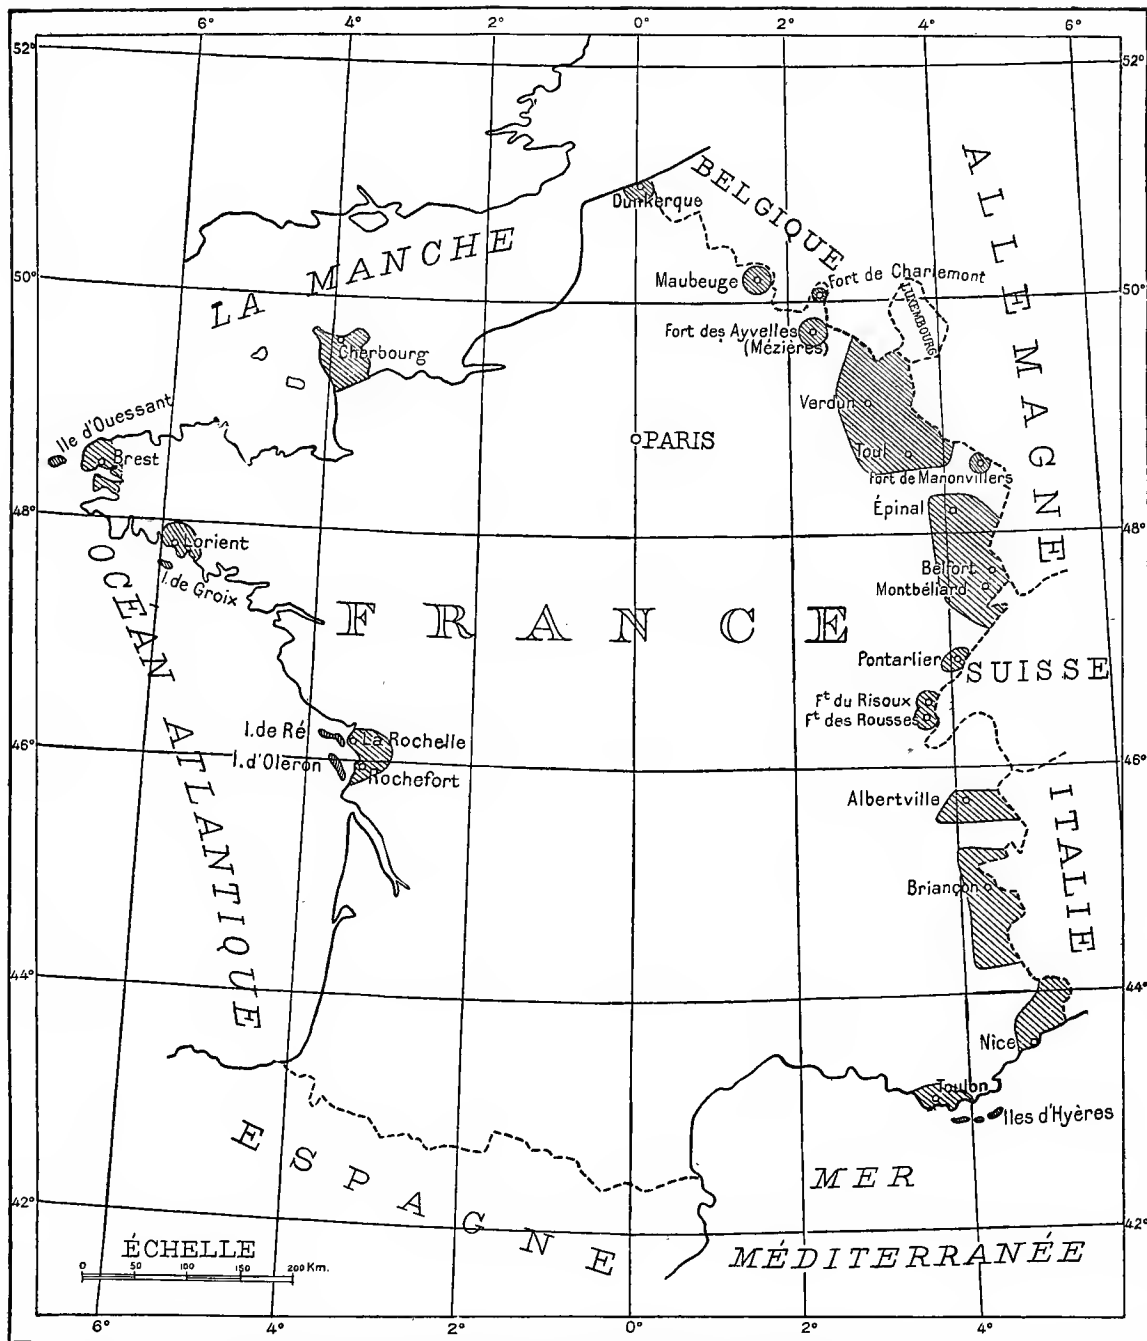 6° 4° 2° 0° 2° 4° 6°
52° 52°
ALLEMAGNE
BELGIQUE
Dunkerque
LA MANCHE
50° 50°
Maubeuge
Fort de Charlemont
LUXEMBOURG
Fort des Ayvelles
(Mézières)
Cherbourg
Verdun
Ile d'Ouessant
Brest
PARIS
Toul
Fort de Manonvillers
Épinal
48° 48°
Lorient
I. de Groix
Belfort
Montbéliard
OCÉAN ATLANTIQUE
FRANCE
Pontarlier
SUISSE
Ft du Risoux
Ft des Rousses
I. de Ré
La Rochelle
46° 46°
I. d'Oléron
Rochefort
Albertville
ITALIE
Briançon
44° 44°
Nice
Toulon
Iles d'Hyères
ESPAGNE
MER
MÉDITERRANÉE
42° 42°
ÉCHELLE
0 50 100 150 200 Km.
6° 4° 2° 0° 2° 4°